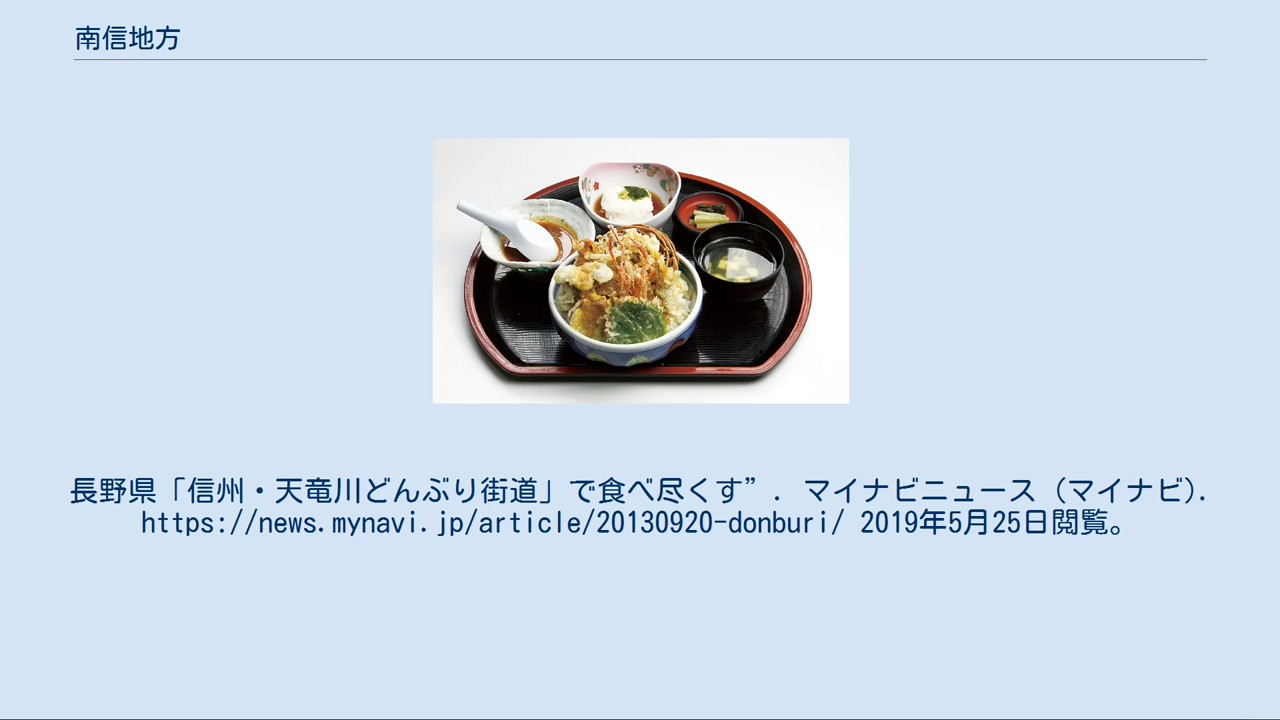 南信地方
長野県「信州・天竜川どんぶり街道」で食べ尽くす”. マイナビニュース (マイナビ).
https://news.mynavi.jp/article/20130920-donburi/ 2019年5月25日閲覧。